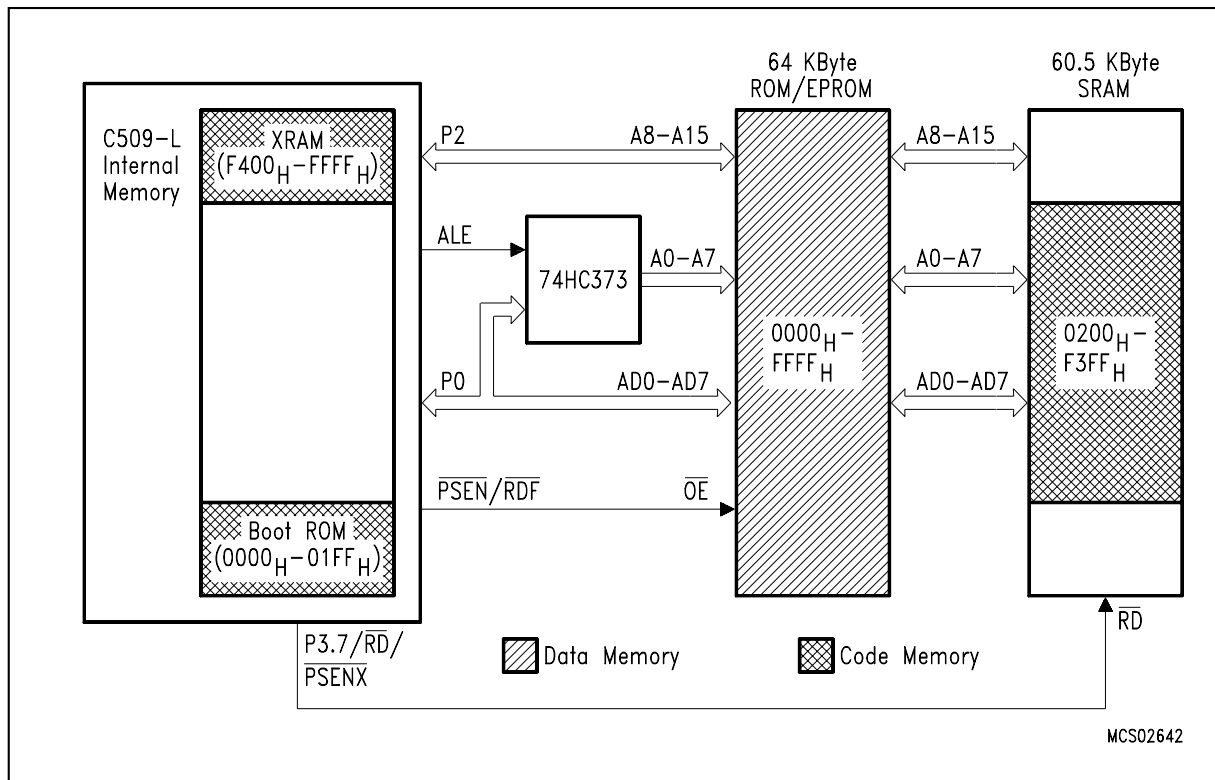 64 KByte
ROM/EPROM
60.5 KByte
SRAM
C509-L
Internal
Memory
XRAM
(F400H-FFFFH)
P2
A8-A15
A8-A15
ALE
74HC373
A0-A7
A0-A7
0000H-
FFFFH
0200H-
F3FFH
P0
AD0-AD7
AD0-AD7
PSEN/RDF
OE
Boot ROM
(0000H-01FFH)
P3.7/RD/
PSENX
RD
Data Memory
Code Memory
MCS02642